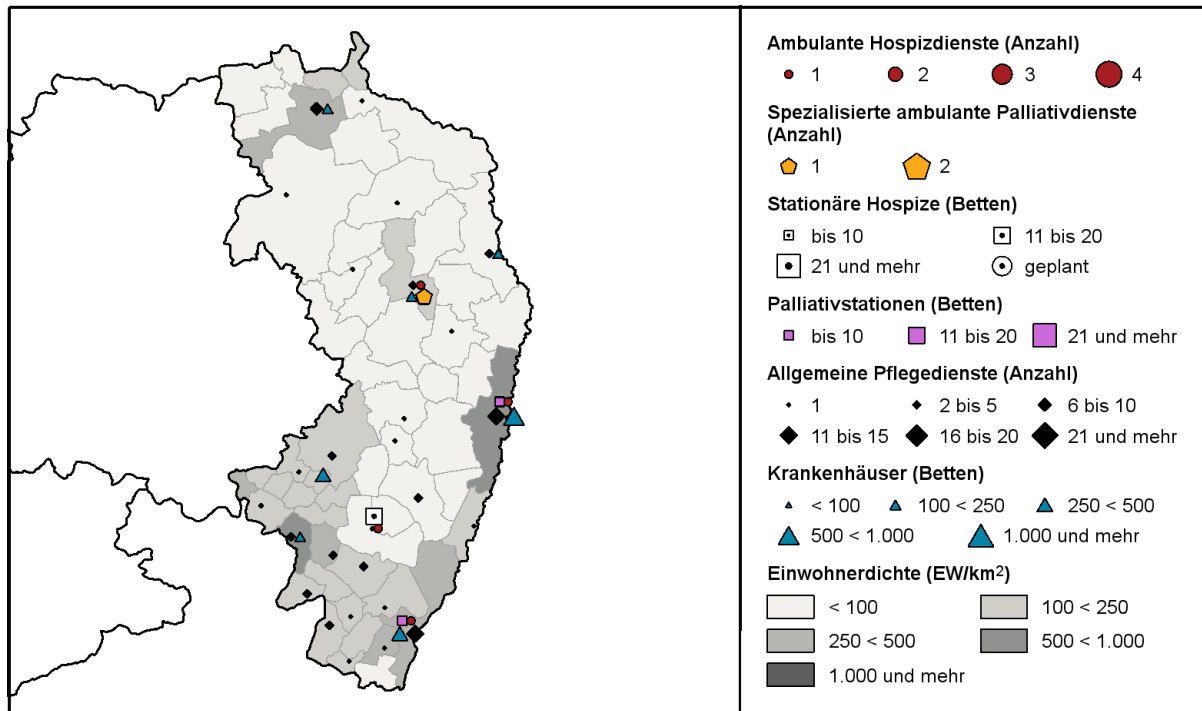 Ambulante Hospizdienste (Anzahl)
1 2 3 4
Spezialisierte ambulante Palliativdienste
(Anzahl)
1 2
Stationäre Hospize (Betten)
bis 10 11 bis 20
21 und mehr geplant
Palliativstationen (Betten)
bis 10 11 bis 20 21 und mehr
Allgemeine Pflegedienste (Anzahl)
1 2 bis 5 6 bis 10
11 bis 15 16 bis 20 21 und mehr
Krankenhäuser (Betten)
< 100 100 < 250 250 < 500
500 < 1.000 1.000 und mehr
Einwohnerdichte (EW/km²)
< 100 100 < 250
250 < 500 500 < 1.000
1.000 und mehr